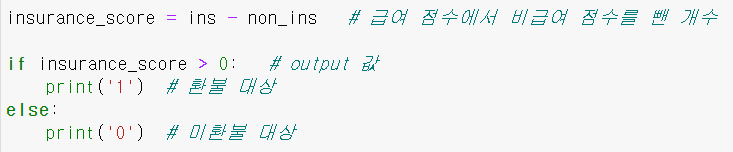 insurance_score = ins - non_ins   # 급여 점수에서 비급여 점수를 뺀 개수
if insurance_score > 0:   # output 값
    print('1')  # 환불 대상
else:
    print('0')  # 미환불 대상